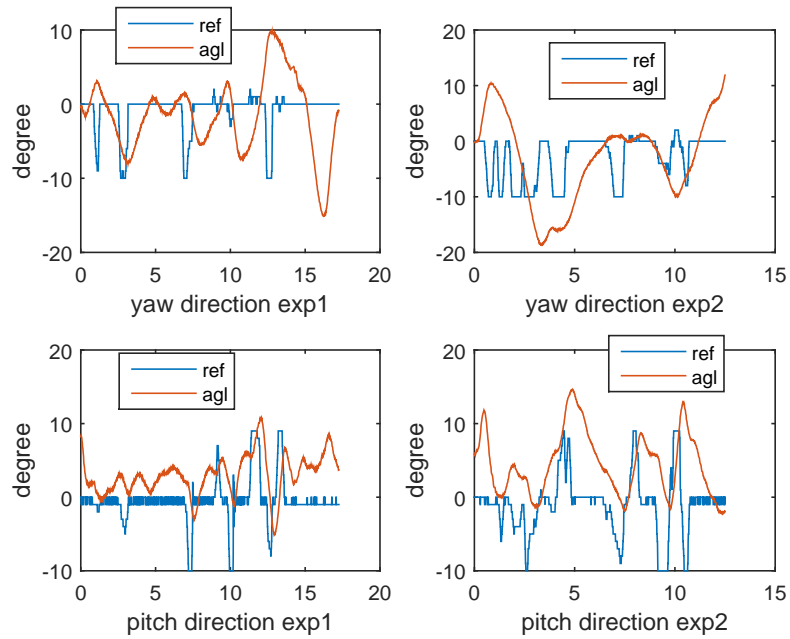 10
0
-10
-20
degree
ref
agl
0 5 10 15 20
yaw direction exp1
20
10
0
-10
-20
degree
ref
agl
0 5 10 15
yaw direction exp2
20
10
0
-10
degree
ref
agl
0 5 10 15 20
pitch direction exp1
20
10
0
-10
degree
ref
agl
0 5 10 15
pitch direction exp2